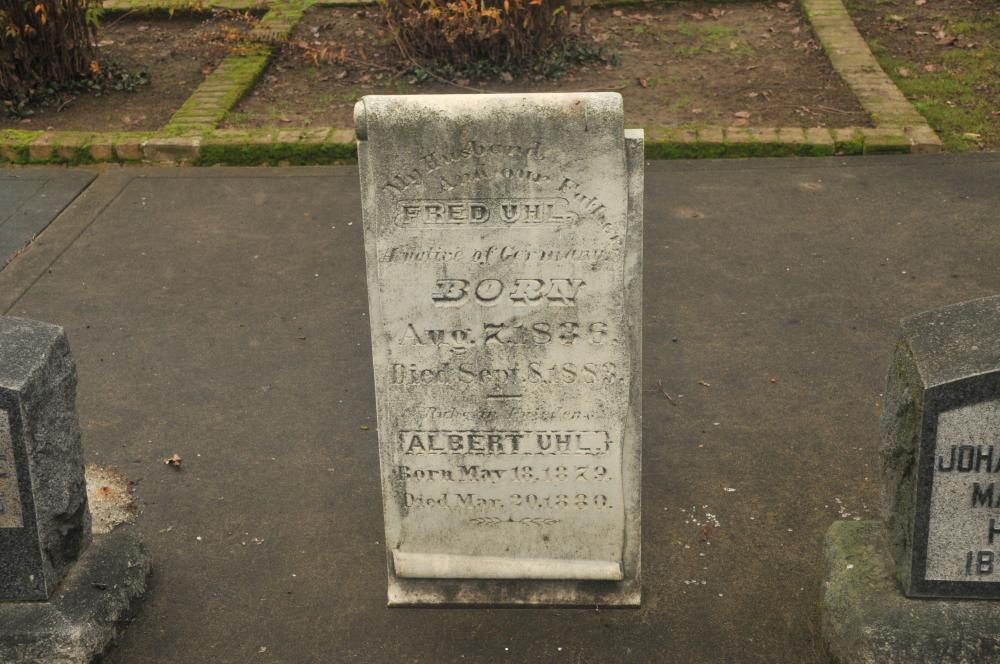 My Husband
And our Father
FRED UHL.
A native of Germany.
BORN
Aug. 7, 1836.
Died Sept. 8, 1883.
ALBERT UHL,
Born May 18, 1879.
Died Mar. 20, 1880.
JOHA
M
H
18